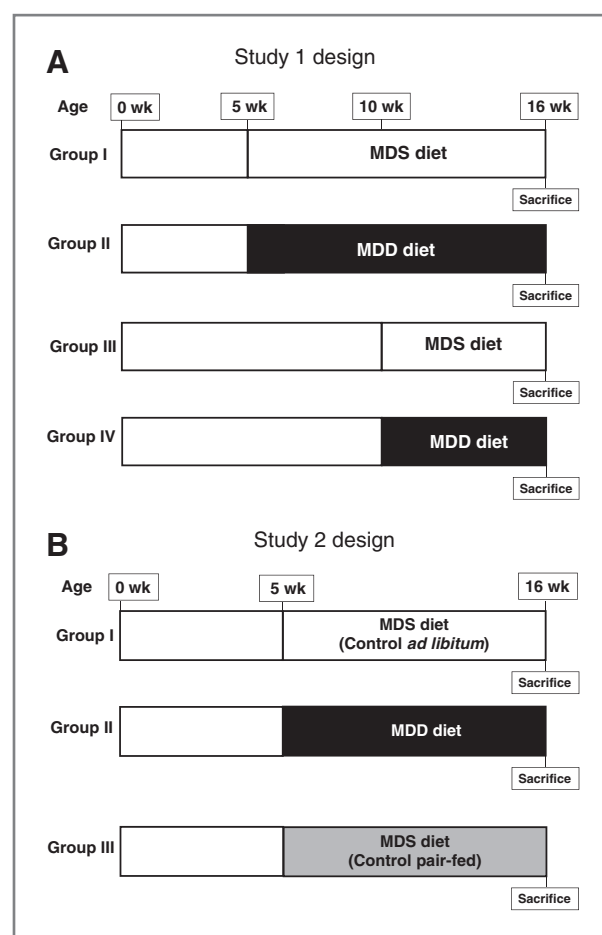 A
Study 1 design
Age 0 wk 5 wk 10 wk 16 wk
Group I MDS diet
Sacrifice
Group II MDD diet
Sacrifice
Group III MDS diet
Sacrifice
Group IV MDD diet
Sacrifice
B
Study 2 design
Age 0 wk 5 wk 16 wk
Group I MDS diet
(Control ad libitum)
Sacrifice
Group II MDD diet
Sacrifice
Group III MDS diet
(Control pair-fed)
Sacrifice